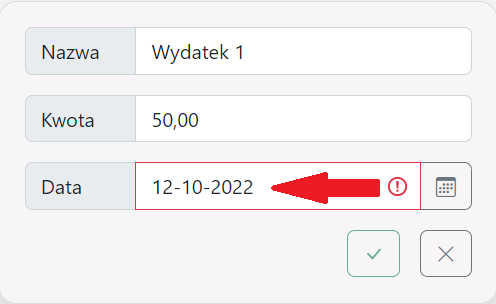 Nazwa Wydatek 1
Kwota 50,00
Data 12-10-2022